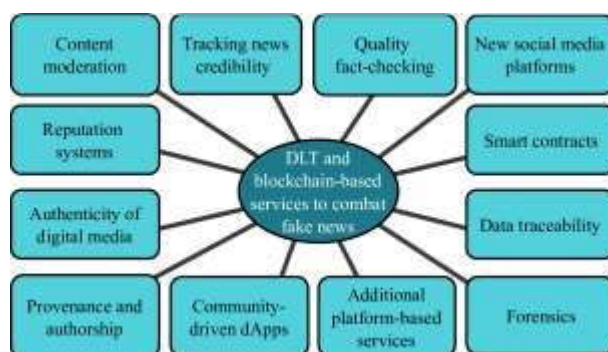 Content
moderation
Tracking news
credibility
Quality
fact-checking
New social media
platforms
Reputation
systems
DLT and
blockchain-based
services to combat
fake news
Smart contracts
Authenticity of
digital media
Data traceability
Provenance and
authorship
Community-
driven dApps
Additional
platform-based
services
Forensics